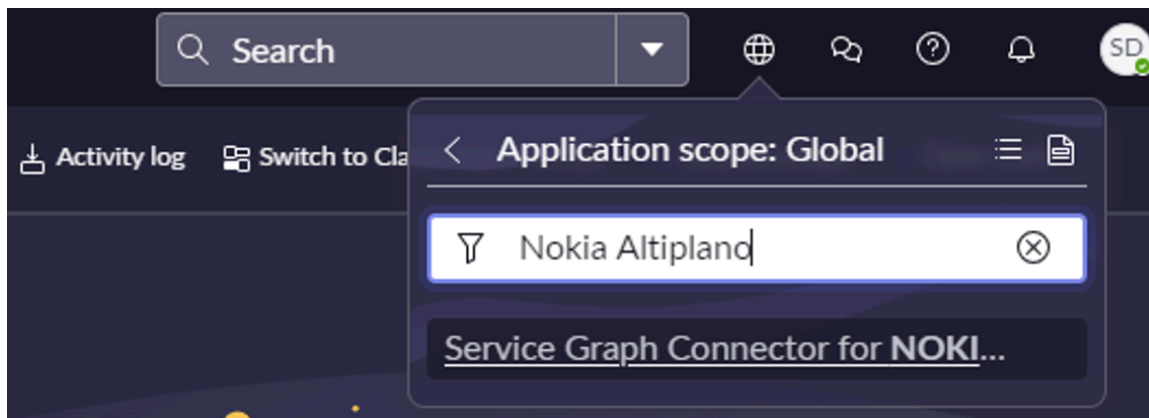 Search
SD
Activity log
Switch to Cla
Application scope: Global
Nokia Altiplano
Service Graph Connector for NOKI...